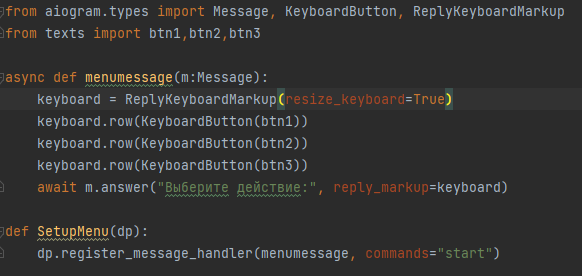 from aiogram.types import Message, KeyboardButton, ReplyKeyboardMarkup
from texts import btn1,btn2,btn3
async def menumessage(m:Message):
    keyboard = ReplyKeyboardMarkup(resize_keyboard=True)
    keyboard.row(KeyboardButton(btn1))
    keyboard.row(KeyboardButton(btn2))
    keyboard.row(KeyboardButton(btn3))
    await m.answer("Выберите действие:", reply_markup=keyboard)
def SetupMenu(dp):
    dp.register_message_handler(menumessage, commands="start")